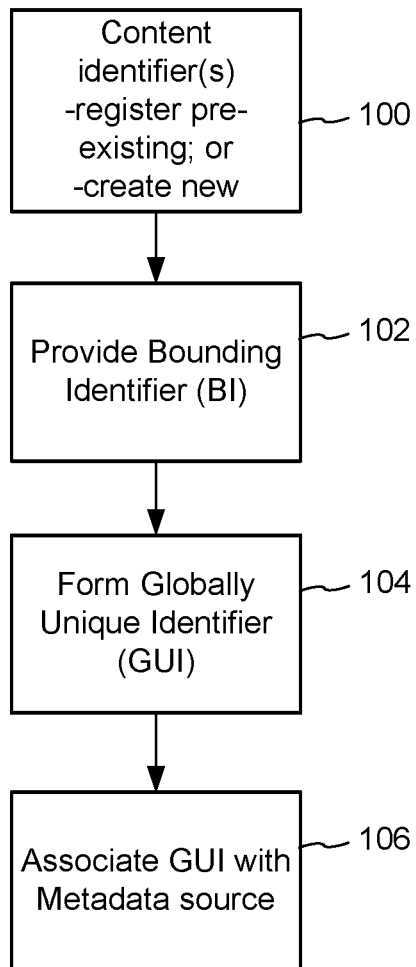 Content
identifier(s)
-register pre-
existing; or
-create new
100
Provide Bounding
Identifier (BI)
102
Form Globally
Unique Identifier
(GUI)
104
Associate GUI with
Metadata source
106